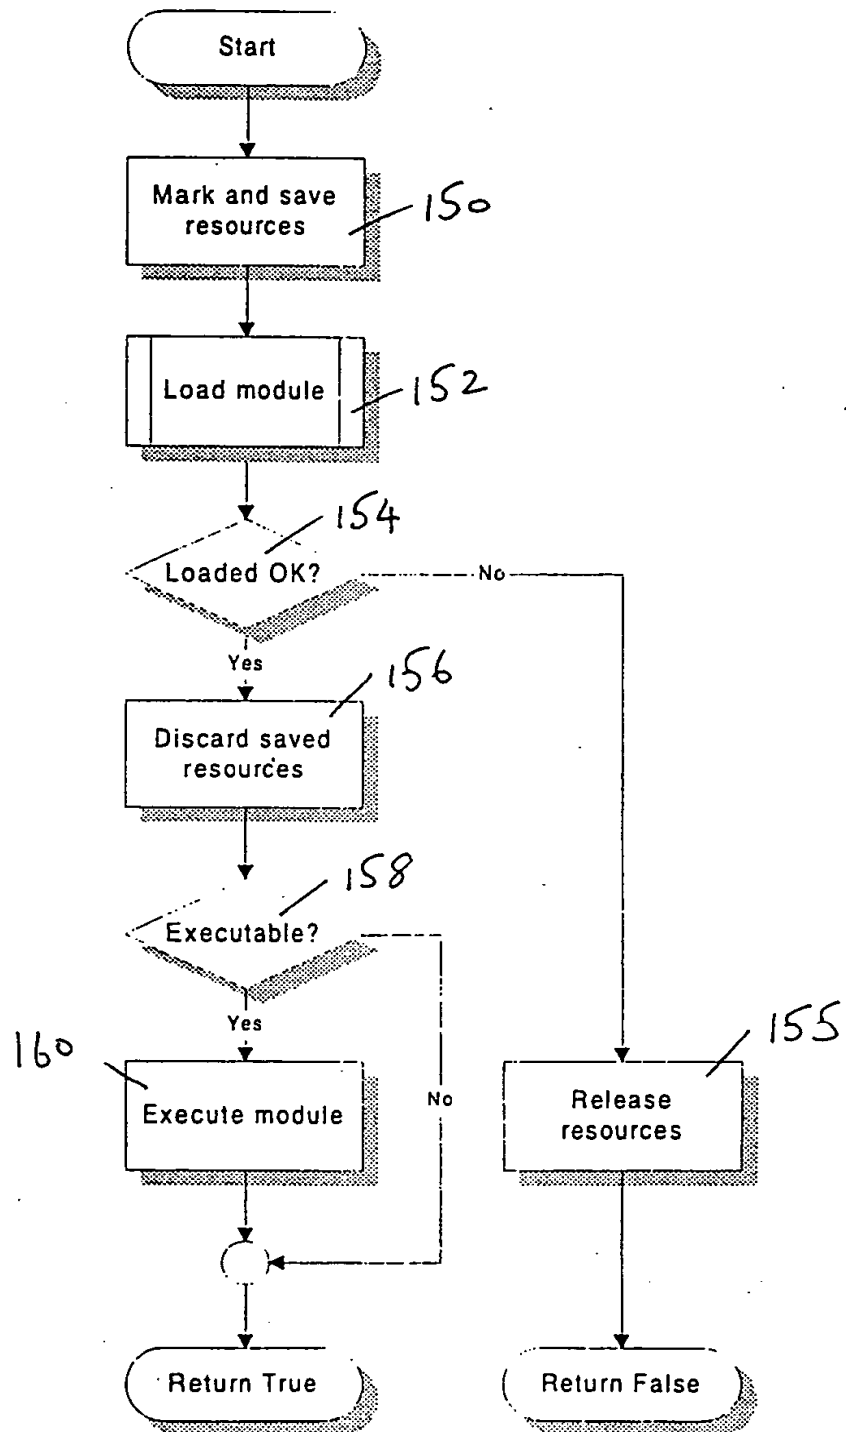 Start
Mark and save
resources
150
Load module
152
154
Loaded OK?
No
Yes
156
Discard saved
resources
158
Executable?
Yes
No
160
Execute module
155
Release
resources
Return True
Return False